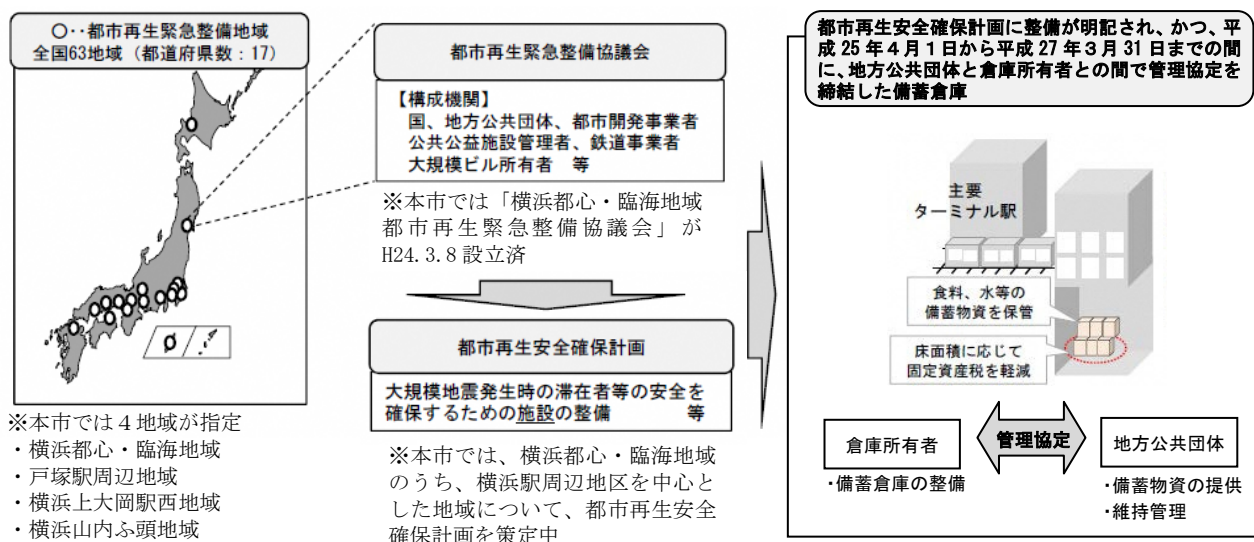 ○‥都市再生緊急整備地域
全国63地域（都道府県数：17）
※本市では４地域が指定
・横浜都心・臨海地域
・戸塚駅周辺地域
・横浜上大岡駅西地域
・横浜山内ふ頭地域
都市再生緊急整備協議会
【構成機関】
国、地方公共団体、都市開発事業者
公共公益施設管理者、鉄道事業者
大規模ビル所有者　等
※本市では「横浜都心・臨海地域
都市再生緊急整備協議会」が
H24.3.8 設立済
都市再生安全確保計画
大規模地震発生時の滞在者等の安全を
確保するための施設の整備　　　　等
※本市では、横浜都心・臨海地域
のうち、横浜駅周辺地区を中心と
した地域について、都市再生安全
確保計画を策定中
都市再生安全確保計画に整備が明記され、かつ、平
成 25 年４月１日から平成 27 年３月 31 日までの間
に、地方公共団体と倉庫所有者との間で管理協定を
締結した備蓄倉庫
主要
ターミナル駅
食料、水等の
備蓄物資を保管
床面積に応じて
固定資産税を軽減
倉庫所有者
管理協定
地方公共団体
・備蓄倉庫の整備
・備蓄物資の提供
・維持管理